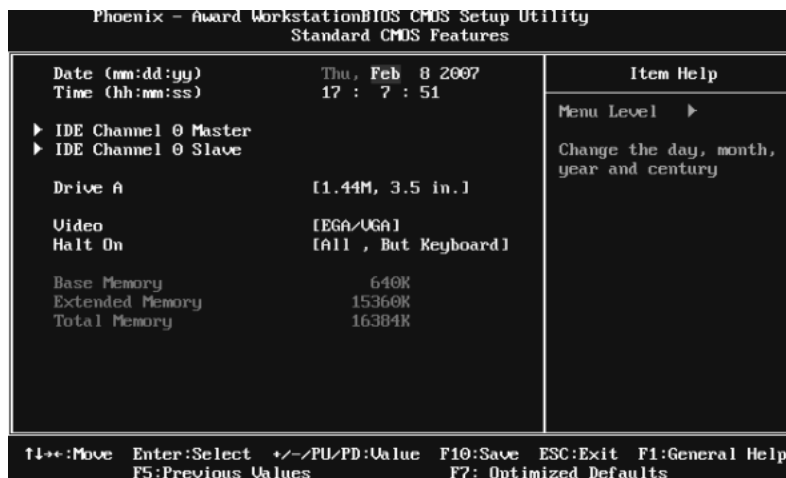 Phoenix - Award WorkstationBIOS CMOS Setup Utility
Standard CMOS Features
Date (mm:dd:yy) Thu, Feb 8 2007
Time (hh:mm:ss) 17 : 7 : 51
IDE Channel 0 Master
IDE Channel 0 Slave
Drive A [1.44M, 3.5 in.]
Video [EGA/VGA]
Halt On [All , But Keyboard]
Base Memory 640K
Extended Memory 15360K
Total Memory 16384K
Item Help
Menu Level
Change the day, month,
year and century
↑↓→←:Move Enter:Select +/-/PU/PD:Value F10:Save ESC:Exit F1:General Help
F5:Previous Values F7: Optimized Defaults